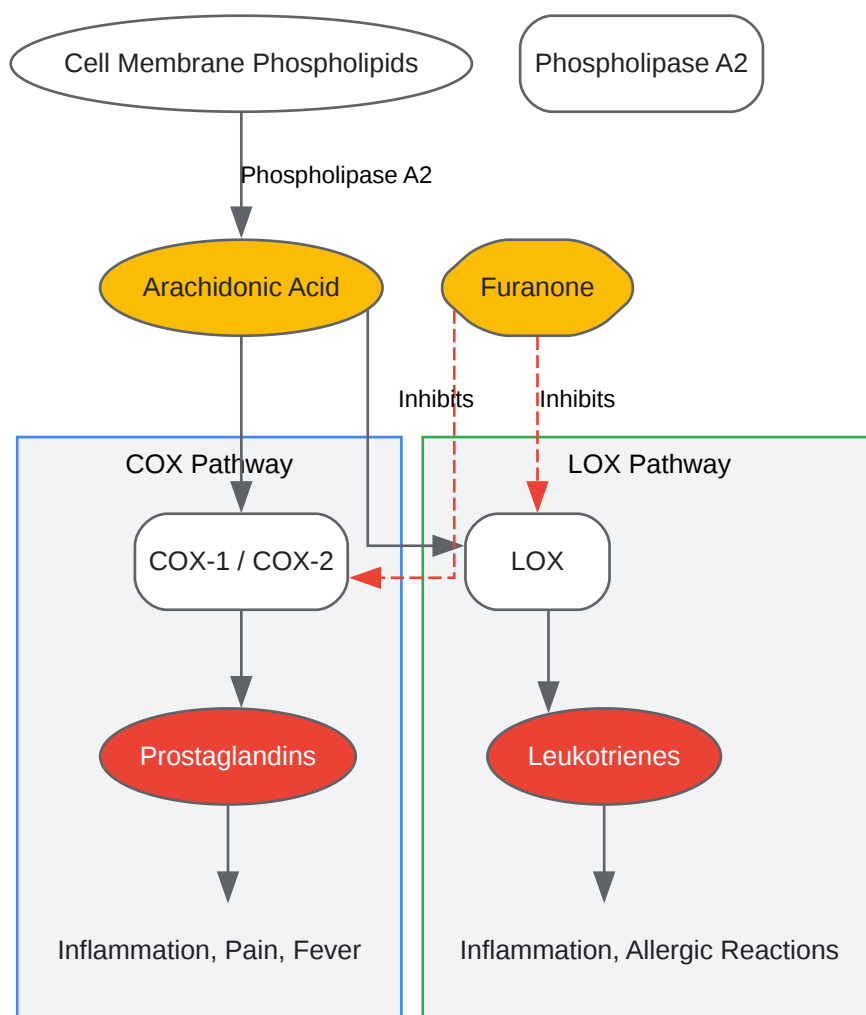 Cell Membrane Phospholipids
Phospholipase A2
Phospholipase A2
Arachidonic Acid
Furanone
Inhibits
Inhibits
COX Pathway
LOX Pathway
COX-1 / COX-2
LOX
Prostaglandins
Leukotrienes
Inflammation, Pain, Fever
Inflammation, Allergic Reactions